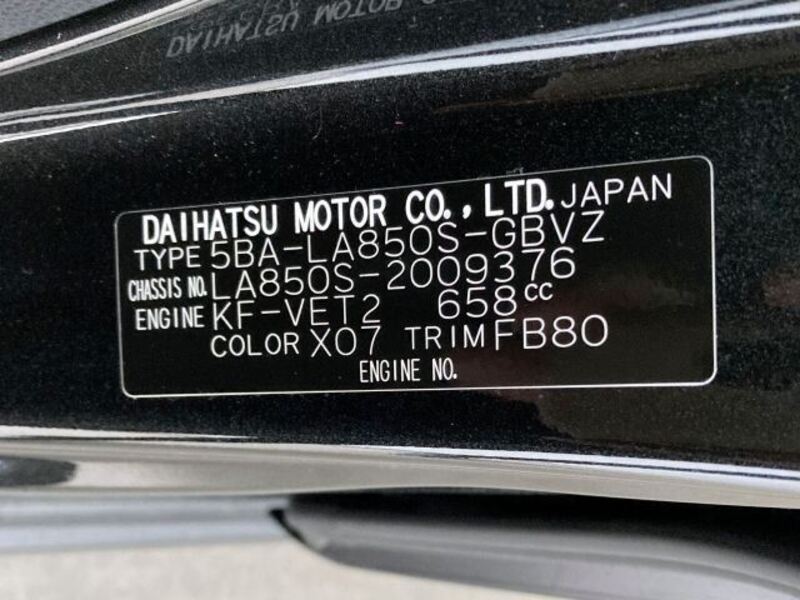 DAIHATSU MOTOR CO., LTD. JAPAN
TYPE 5BA-LA850S-GBVZ
CHASSIS NO. LA850S-2009376
ENGINE KF-VET2 658cc
COLOR X07 TRIM FB80
ENGINE NO.